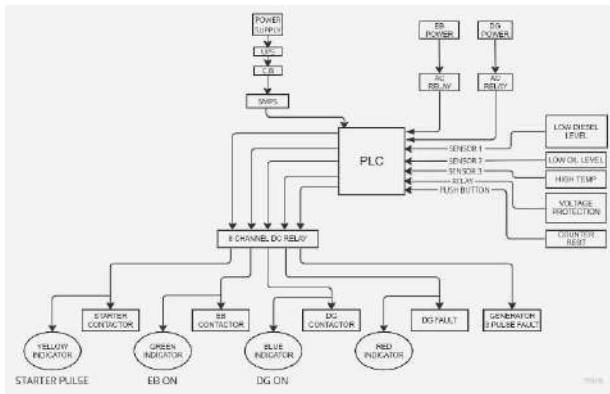 POWER
SUPPLY
UPS
C.B
SMPS
EB
POWER
DG
POWER
AC
RELAY
AC
RELAY
PLC
SENSOR 1
SENSOR 2
SENSOR 3
RELAY
PUSH BUTTON
LOW DIESEL
LEVEL
LOW OIL LEVEL
HIGH TEMP
VOLTAGE
PROTECTION
COUNTER
8 CHANNEL DC RELAY
STARTER
CONTACTOR
EB
CONTACTOR
DG
CONTACTOR
DG FAULT
GENERATOR
3 PULSE FAULT
YELLOW
INDICATOR
GREEN
INDICATOR
BLUE
INDICATOR
RED
INDICATOR
STARTER PULSE
EB ON
DG ON